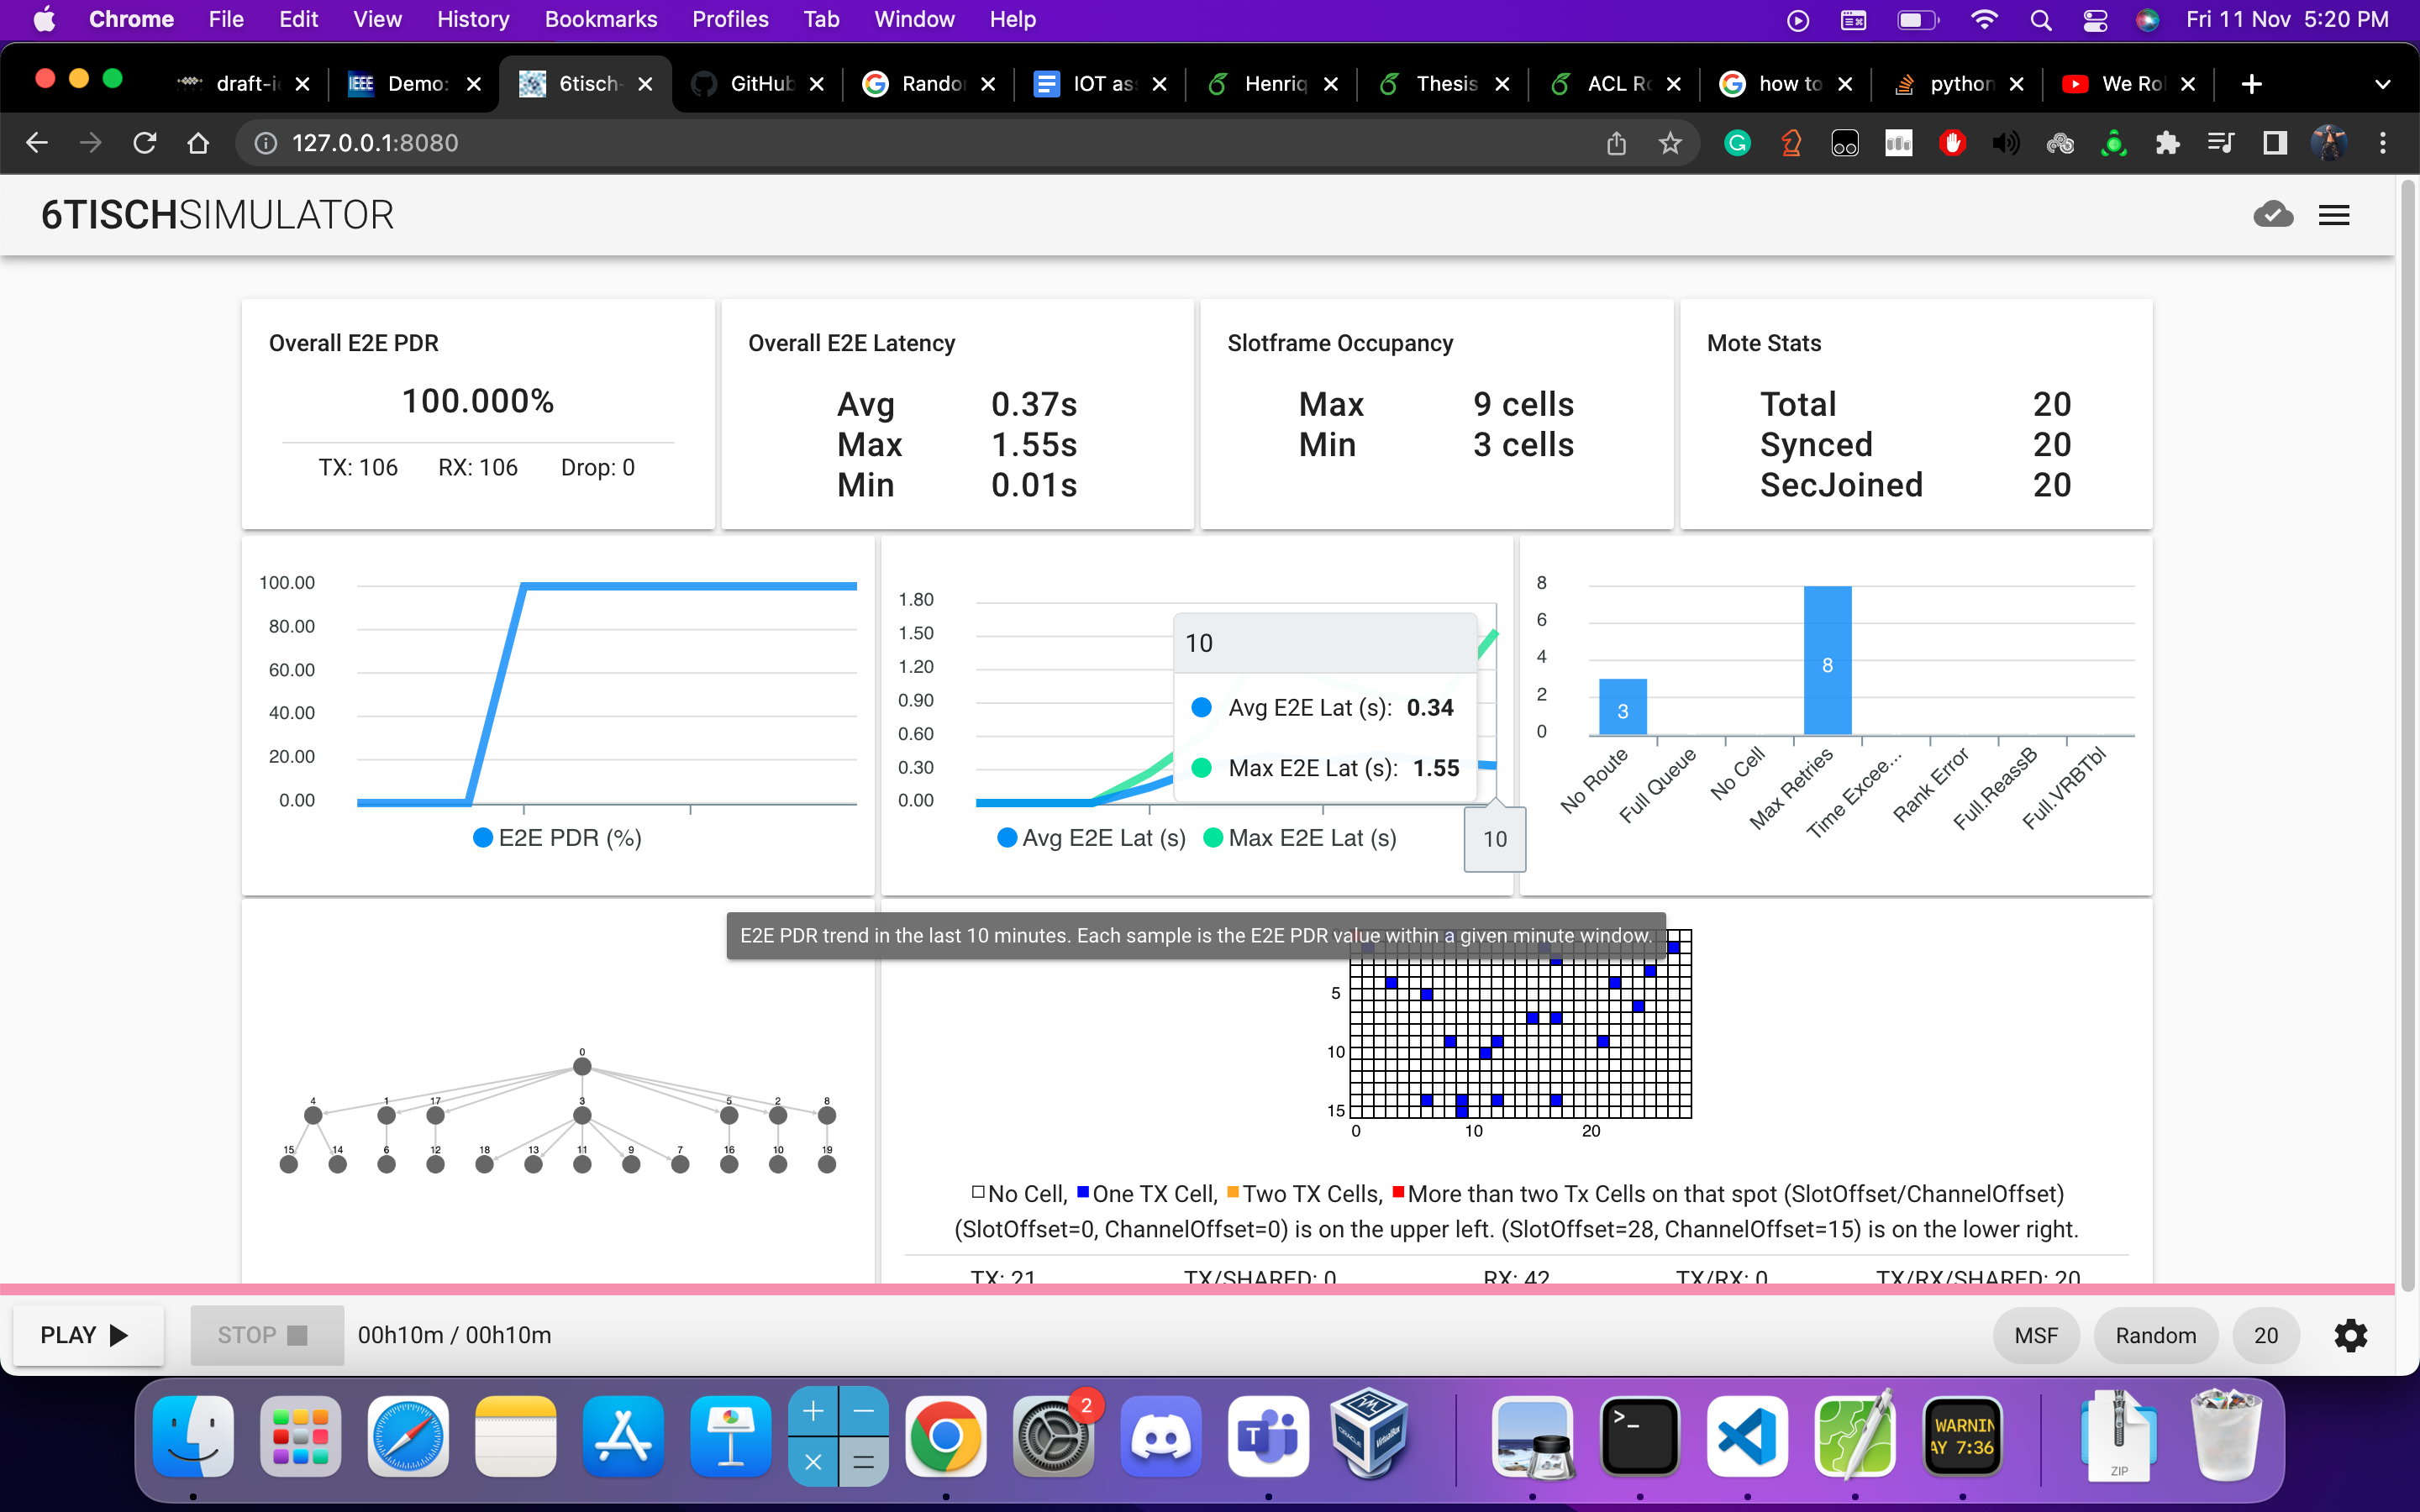 Chrome File Edit View History Bookmarks Profiles Tab Window Help Fri 11 Nov 5:20 PM
draft-i IEEE Demo: 6tisch- GitHub Rando IOT as Henriq Thesis ACL Ro how to python We Rol
127.0.0.1:8080
6TISCHSIMULATOR
Overall E2E PDR
100.000%
TX: 106 RX: 106 Drop: 0
Overall E2E Latency
Avg 0.37s
Max 1.55s
Min 0.01s
Slotframe Occupancy
Max 9 cells
Min 3 cells
Mote Stats
Total 20
Synced 20
SecJoined 20
100.00
80.00
60.00
40.00
20.00
0.00
E2E PDR (%)
1.80
1.50
1.20
0.90
0.60
0.30
0.00
10
Avg E2E Lat (s): 0.34
Max E2E Lat (s): 1.55
10
Avg E2E Lat (s) Max E2E Lat (s)
8
6
4
2
0
3
8
No Route Full Queue No Cell Max Retries Time Excee... Rank Error Full.ReassB Full.VRBTbl
E2E PDR trend in the last 10 minutes. Each sample is the E2E PDR value within a given minute window.
0
4 1 17 3 5 2 8
15 14 6 12 18 13 11 9 7 16 10 19
5
10
15
0 10 20
No Cell, One TX Cell, Two TX Cells, More than two Tx Cells on that spot (SlotOffset/ChannelOffset)
(SlotOffset=0, ChannelOffset=0) is on the upper left. (SlotOffset=28, ChannelOffset=15) is on the lower right.
TX: 21 TX/SHARED: 0 RX: 42 TX/RX: 0 TX/RX/SHARED: 20
PLAY STOP 00h10m / 00h10m MSF Random 20
2
WARNIN
AY 7:36
ZIP